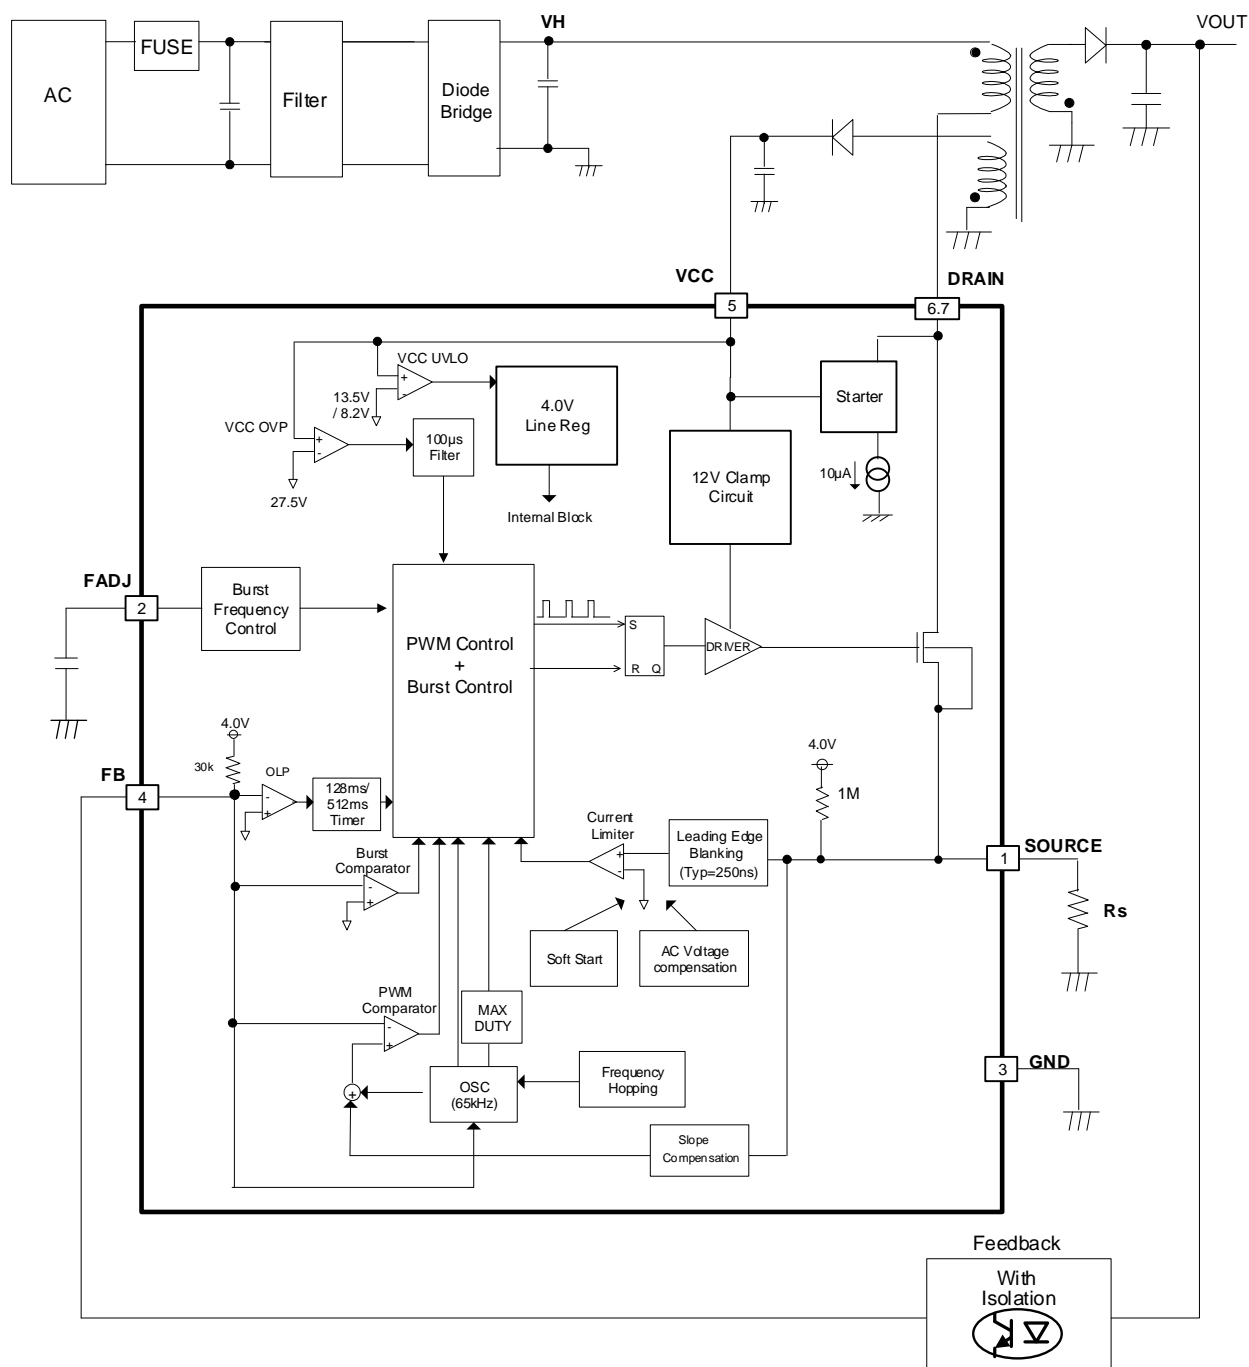 VH
VOUT
FUSE
AC
Filter
Diode
Bridge
VCC
DRAIN
5
6.7
VCC UVLO
+
-
13.5V
/ 8.2V
4.0V
Line Reg
Starter
VCC OVP
+
-
100µs
Filter
27.5V
12V Clamp
Circuit
10µA
Internal Block
FADJ
2
Burst
Frequency
Control
PWM Control
+
Burst Control
S
R Q
DRIVER
4.0V
30k
FB
4
OLP
-
+
128ms/
512ms
Timer
4.0V
1M
Current
Limiter
+
-
Leading Edge
Blanking
(Typ=250ns)
SOURCE
1
Rs
Burst
Comparator
-
+
Soft Start
AC Voltage
compensation
PWM
Comparator
-
+
MAX
DUTY
+
OSC
(65kHz)
Frequency
Hopping
GND
3
Slope
Compensation
Feedback
With
Isolation